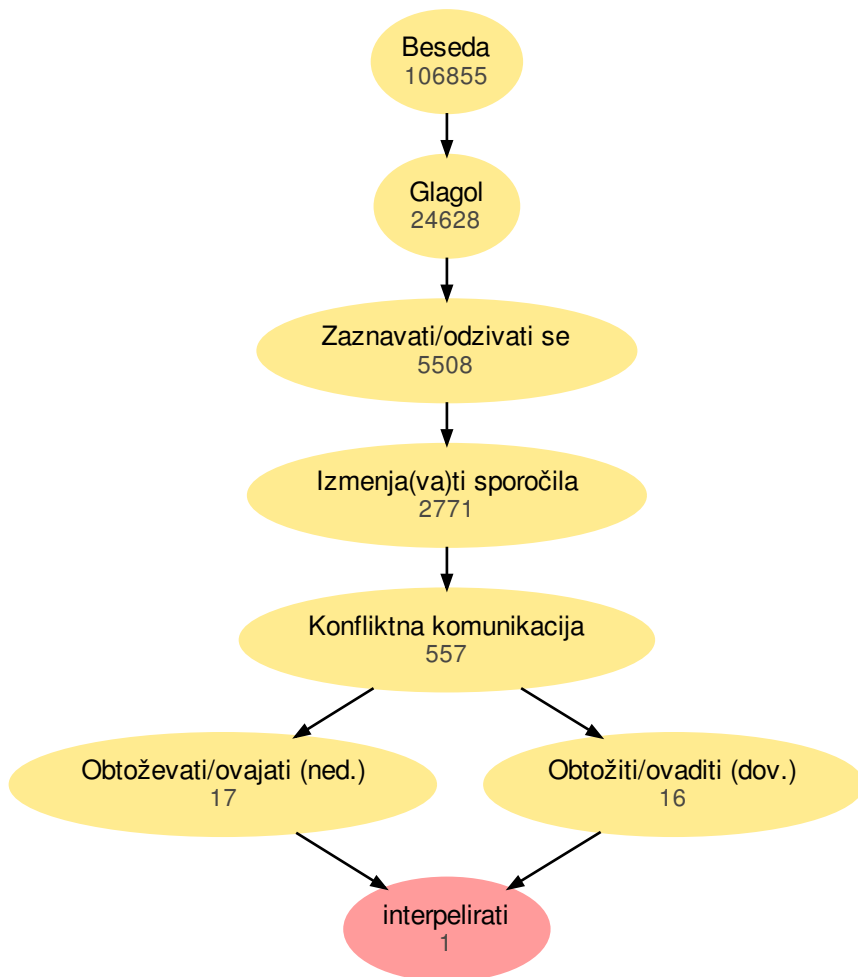 Beseda
106855
Glagol
24628
Zaznavati/odzivati se
5508
Izmenja(va)ti sporočila
2771
Konfliktna komunikacija
557
Obtoževati/ovajati (ned.)
17
Obtožiti/ovaditi (dov.)
16
interpelirati
1